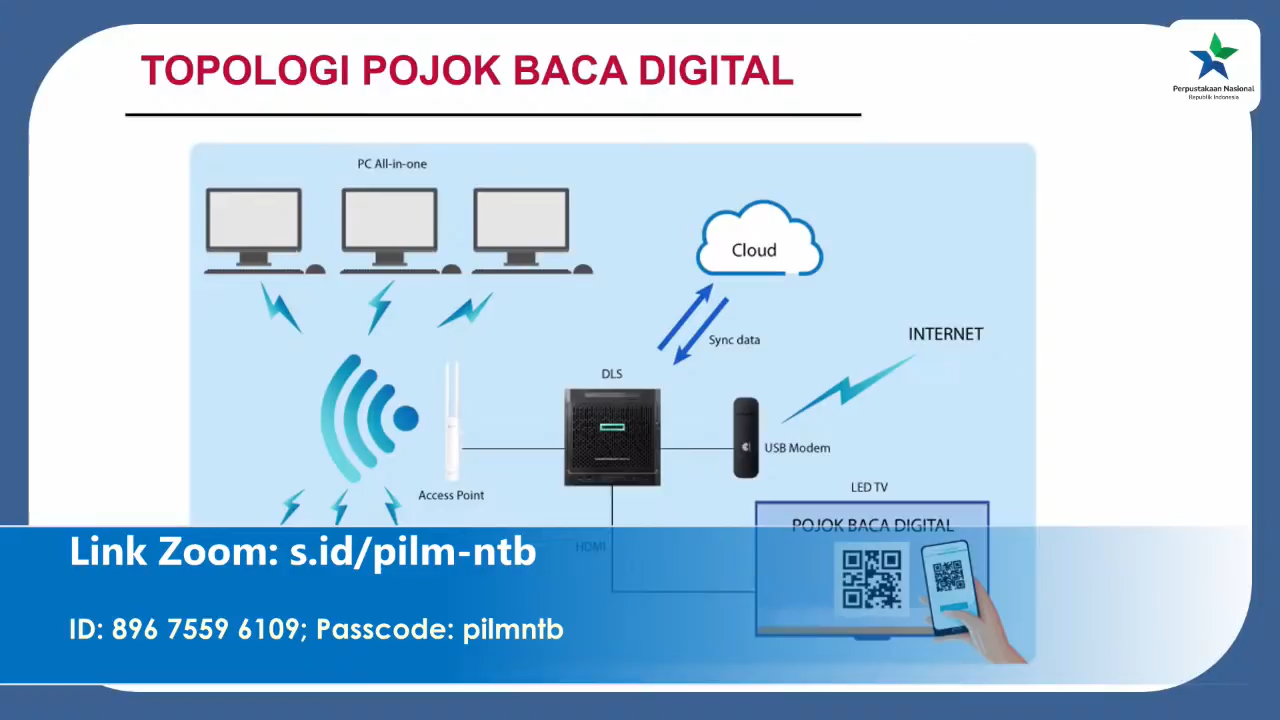 TOPOLOGI POJOK BACA DIGITAL
Perpustakaan Nasional
Republik Indonesia
PC All-in-one
Cloud
Sync data
INTERNET
DLS
USB Modem
Access Point
LED TV
POJOK BACA DIGITAL
HDMI
Link Zoom: s.id/pilm-ntb
ID: 896 7559 6109; Passcode: pilmntb